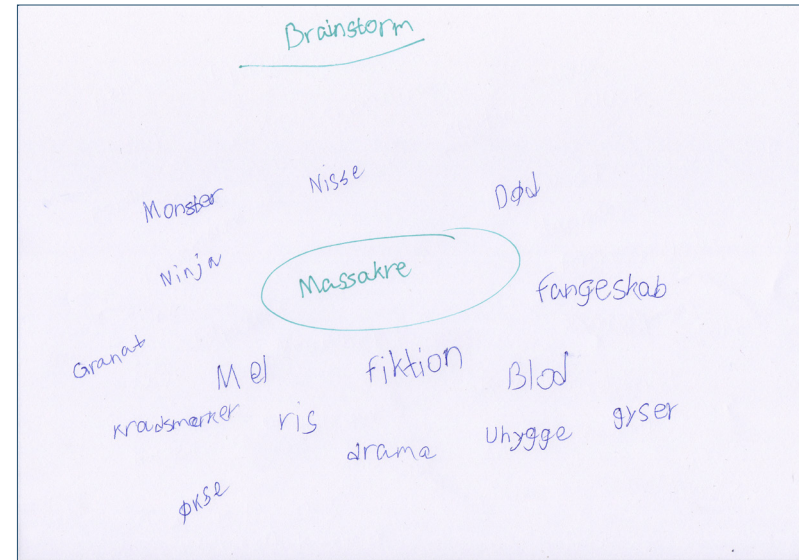 Brainstorm
Nisse
Monster
Død
Ninja
Massakre
fangeskab
Granat
Mel
fiktion
Blod
Kradsmærker
ris
drama
Uhygge
gyser
Økse